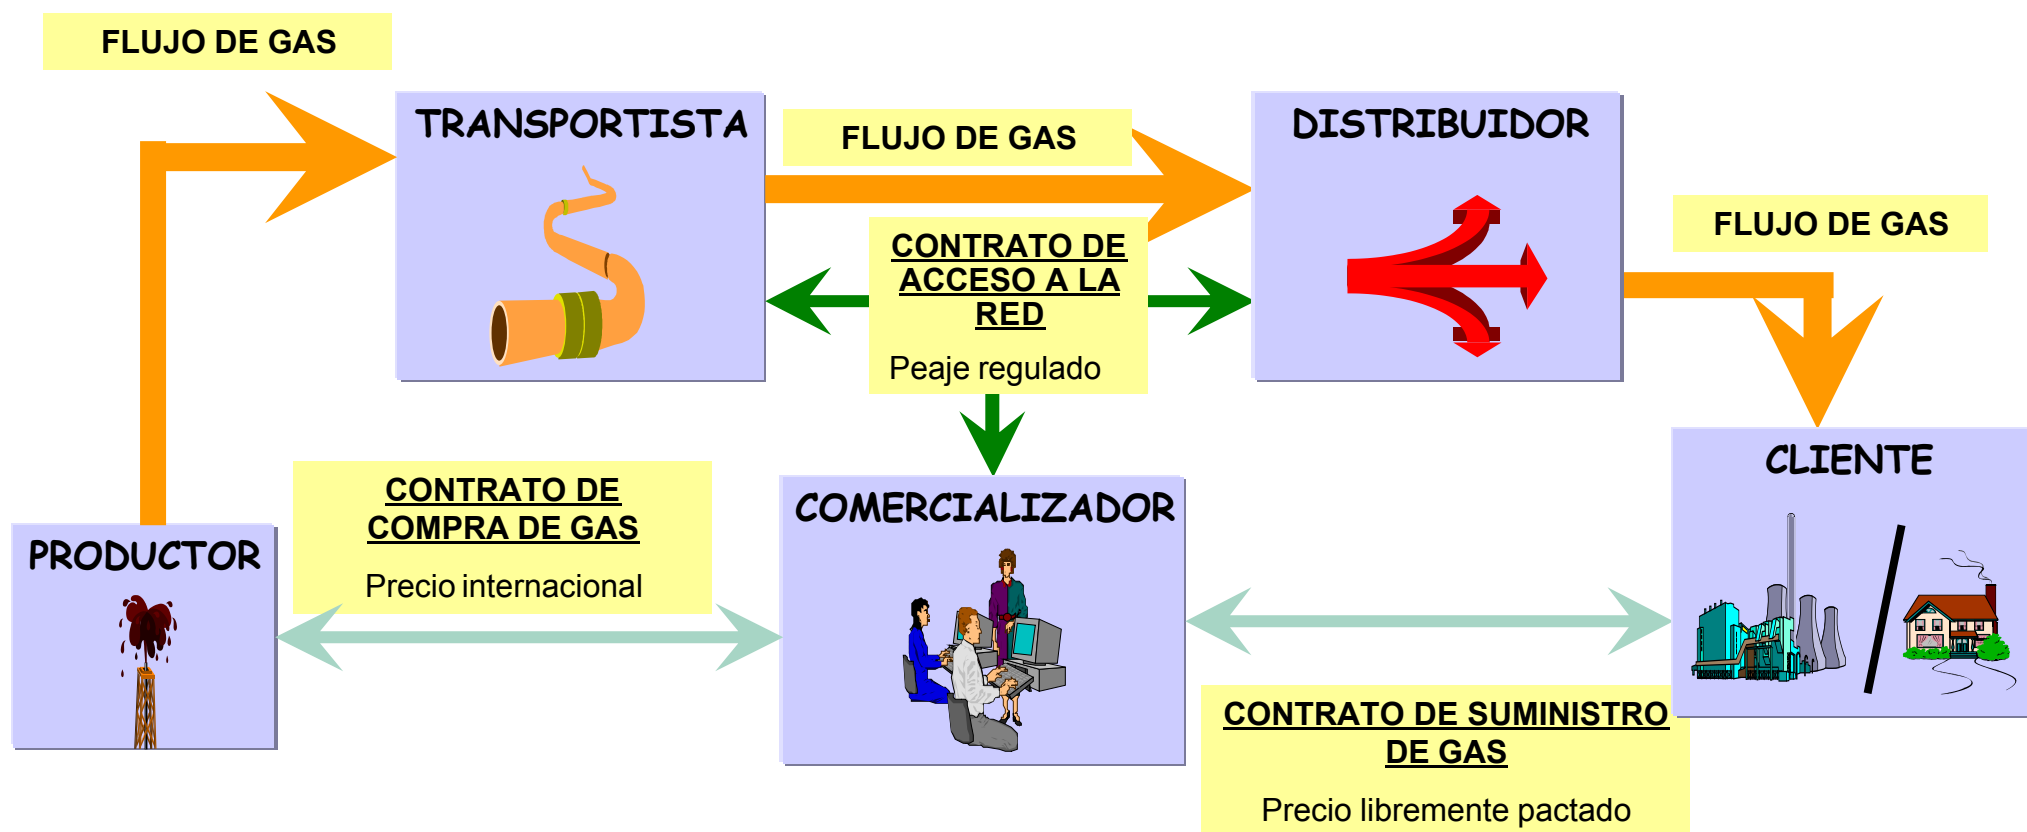 FLUJO DE GAS
TRANSPORTISTA
FLUJO DE GAS
DISTRIBUIDOR
FLUJO DE GAS
CONTRATO DE
ACCESO A LA
RED
Peaje regulado
CLIENTE
CONTRATO DE
COMPRA DE GAS
Precio internacional
COMERCIALIZADOR
PRODUCTOR
CONTRATO DE SUMINISTRO
DE GAS
Precio libremente pactado